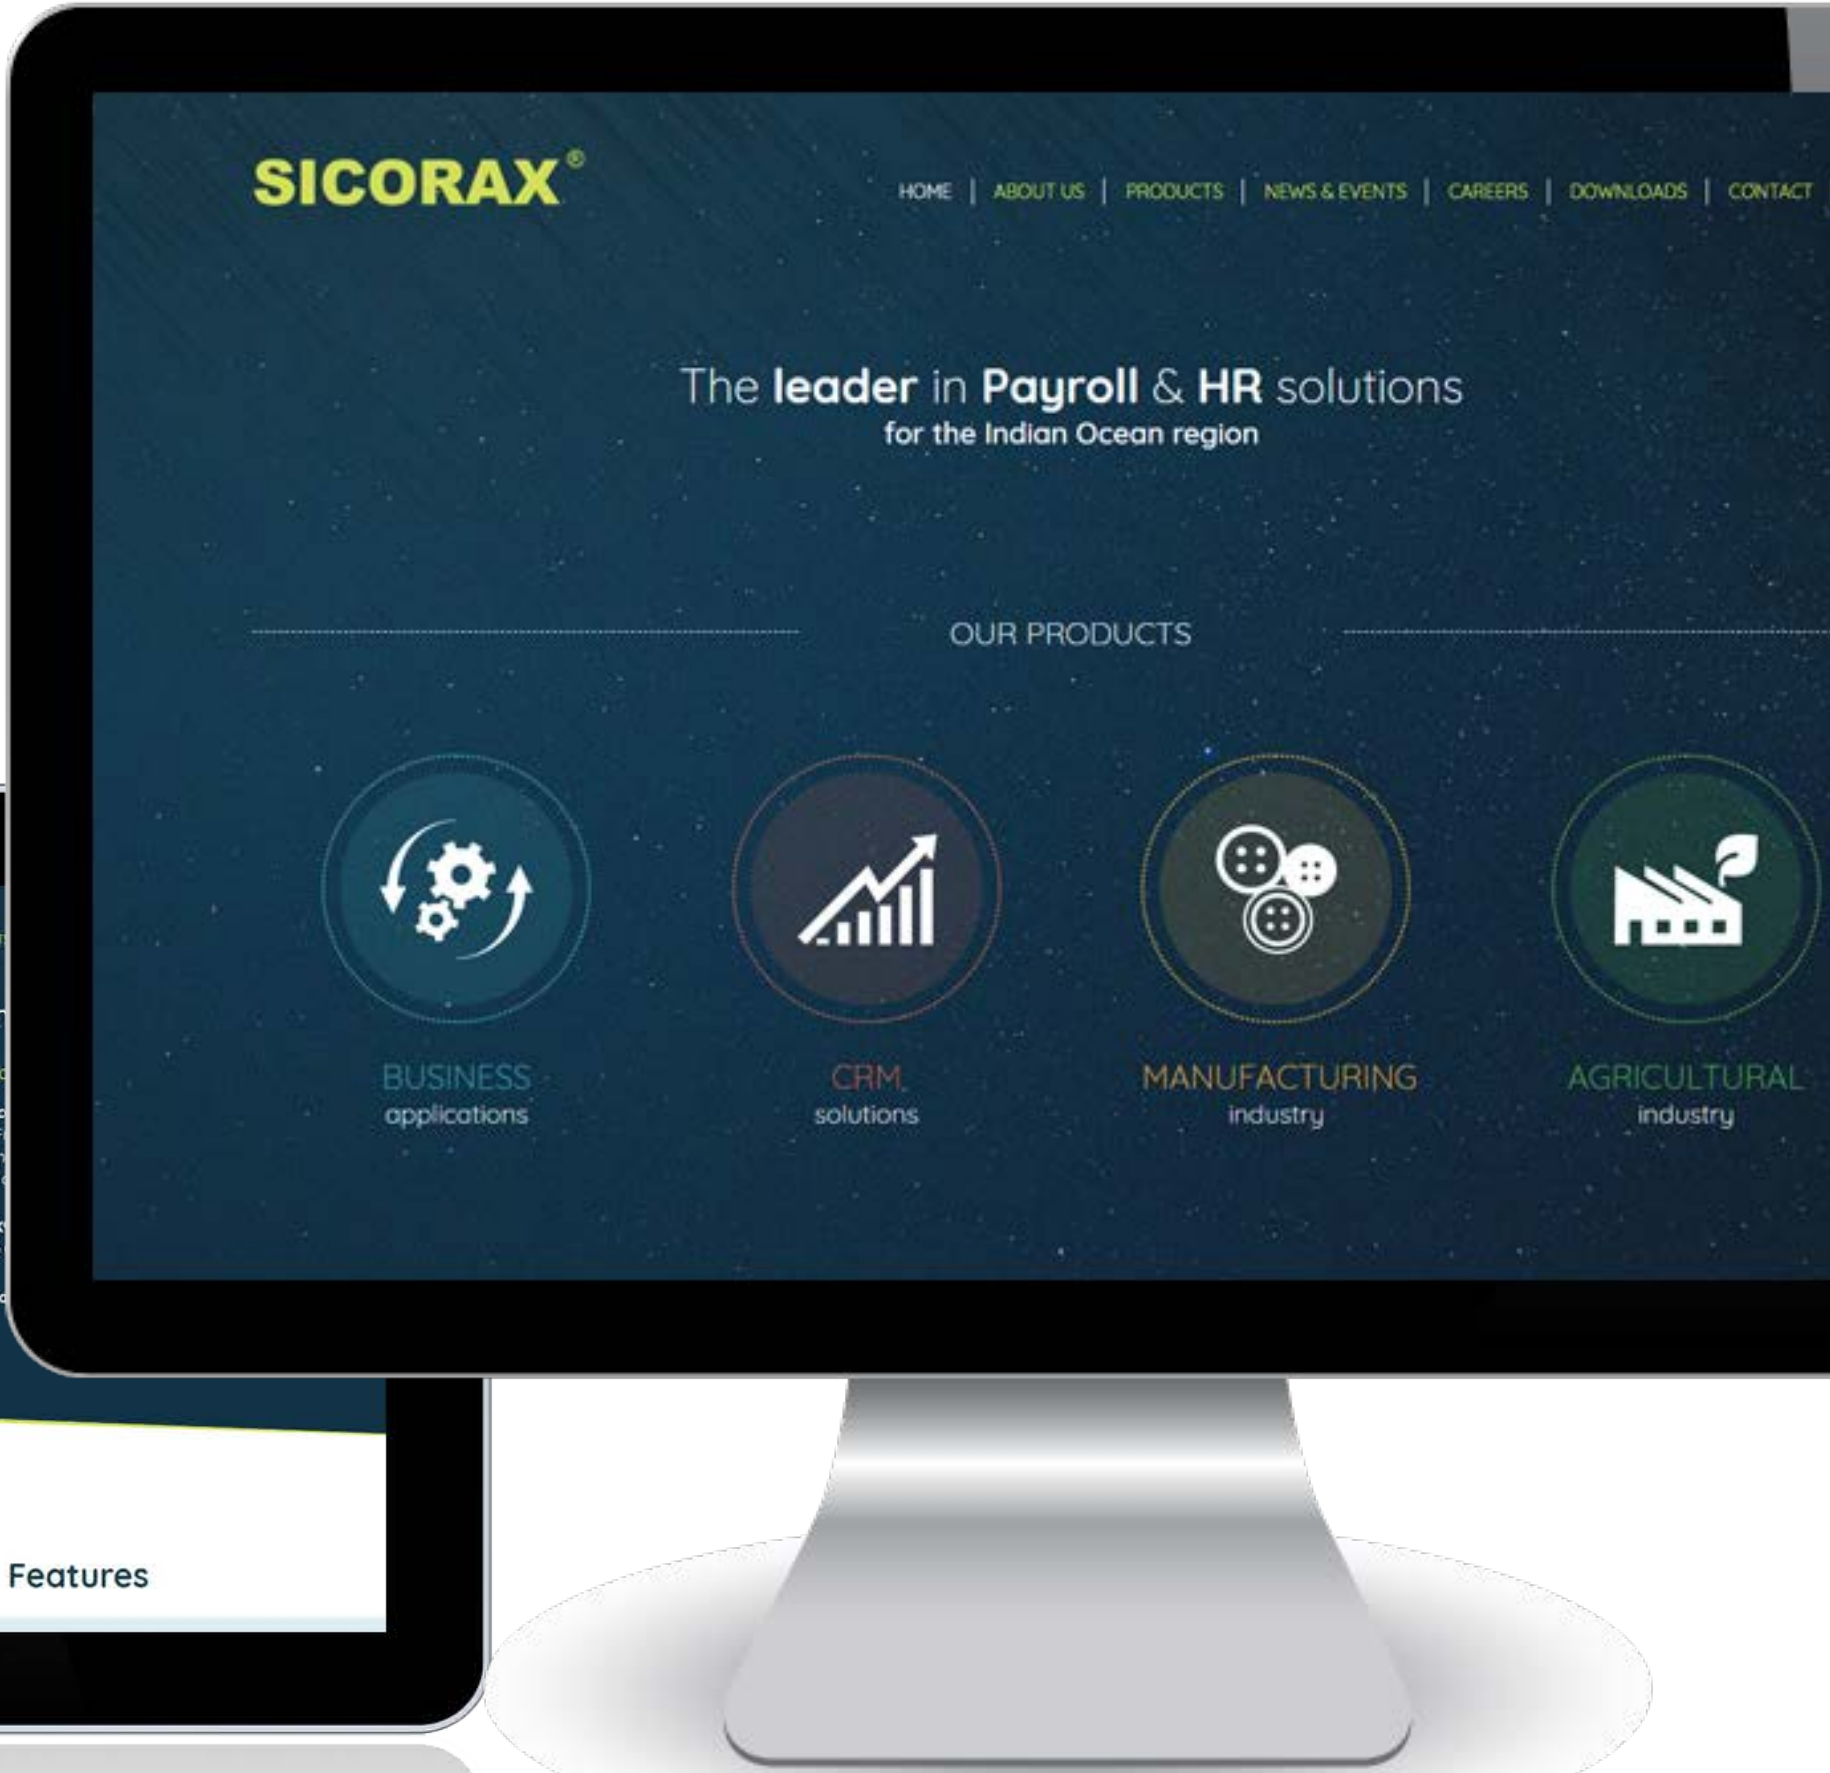 SICORAX®
HOME | ABOUT US | PRODUCTS | NEWS & EVENTS | CAREERS | DOWNLOADS | CONTACT
The leader in Payroll & HR solutions
for the Indian Ocean region
OUR PRODUCTS
BUSINESS
applications
CRM
solutions
MANUFACTURING
industry
AGRICULTURAL
industry
Features